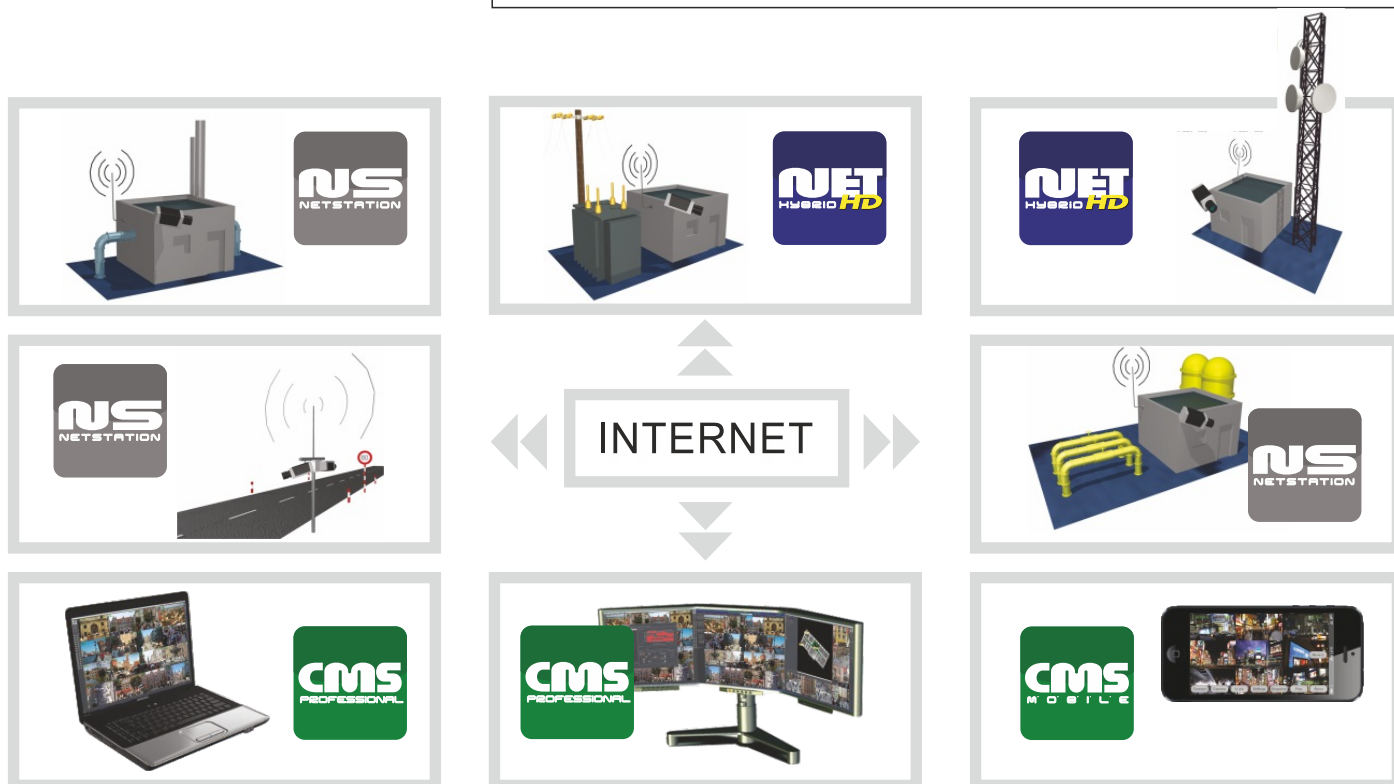 NS
NETSTATION
NET
HYBRID HD
NET
HYBRID HD
NS
NETSTATION
INTERNET
NS
NETSTATION
CMS
PROFESSIONAL
CMS
PROFESSIONAL
CMS
MOBILE